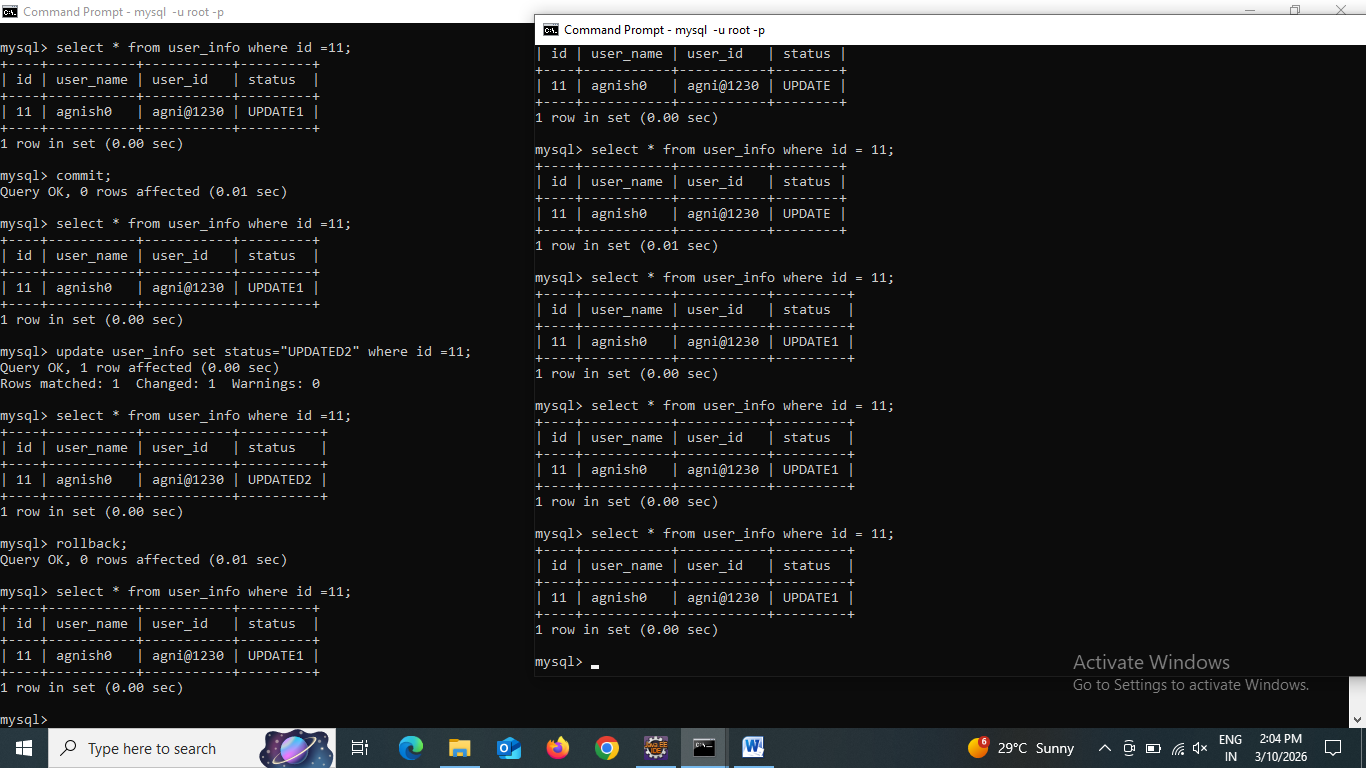 Command Prompt - mysql  -u root -p
mysql> select * from user_info where id =11;
+----+-----------+-----------+---------+
| id | user_name | user_id   | status  |
+----+-----------+-----------+---------+
| 11 | agnish0   | agni@1230 | UPDATE1 |
+----+-----------+-----------+---------+
1 row in set (0.00 sec)
mysql> commit;
Query OK, 0 rows affected (0.01 sec)
mysql> select * from user_info where id =11;
+----+-----------+-----------+---------+
| id | user_name | user_id   | status  |
+----+-----------+-----------+---------+
| 11 | agnish0   | agni@1230 | UPDATE1 |
+----+-----------+-----------+---------+
1 row in set (0.00 sec)
mysql> update user_info set status="UPDATED2" where id =11;
Query OK, 1 row affected (0.00 sec)
Rows matched: 1  Changed: 1  Warnings: 0
mysql> select * from user_info where id =11;
+----+-----------+-----------+----------+
| id | user_name | user_id   | status   |
+----+-----------+-----------+----------+
| 11 | agnish0   | agni@1230 | UPDATED2 |
+----+-----------+-----------+----------+
1 row in set (0.00 sec)
mysql> rollback;
Query OK, 0 rows affected (0.01 sec)
mysql> select * from user_info where id =11;
+----+-----------+-----------+---------+
| id | user_name | user_id   | status  |
+----+-----------+-----------+---------+
| 11 | agnish0   | agni@1230 | UPDATE1 |
+----+-----------+-----------+---------+
1 row in set (0.00 sec)
mysql>
Command Prompt - mysql  -u root -p
| id | user_name | user_id   | status |
+----+-----------+-----------+--------+
| 11 | agnish0   | agni@1230 | UPDATE |
+----+-----------+-----------+--------+
1 row in set (0.00 sec)
mysql> select * from user_info where id = 11;
+----+-----------+-----------+--------+
| id | user_name | user_id   | status |
+----+-----------+-----------+--------+
| 11 | agnish0   | agni@1230 | UPDATE |
+----+-----------+-----------+--------+
1 row in set (0.01 sec)
mysql> select * from user_info where id = 11;
+----+-----------+-----------+---------+
| id | user_name | user_id   | status  |
+----+-----------+-----------+---------+
| 11 | agnish0   | agni@1230 | UPDATE1 |
+----+-----------+-----------+---------+
1 row in set (0.00 sec)
mysql> select * from user_info where id = 11;
+----+-----------+-----------+---------+
| id | user_name | user_id   | status  |
+----+-----------+-----------+---------+
| 11 | agnish0   | agni@1230 | UPDATE1 |
+----+-----------+-----------+---------+
1 row in set (0.00 sec)
mysql> select * from user_info where id = 11;
+----+-----------+-----------+---------+
| id | user_name | user_id   | status  |
+----+-----------+-----------+---------+
| 11 | agnish0   | agni@1230 | UPDATE1 |
+----+-----------+-----------+---------+
1 row in set (0.00 sec)
mysql>
Activate Windows
Go to Settings to activate Windows.
Type here to search
6
29°C  Sunny
ENG
IN
2:04 PM
3/10/2026